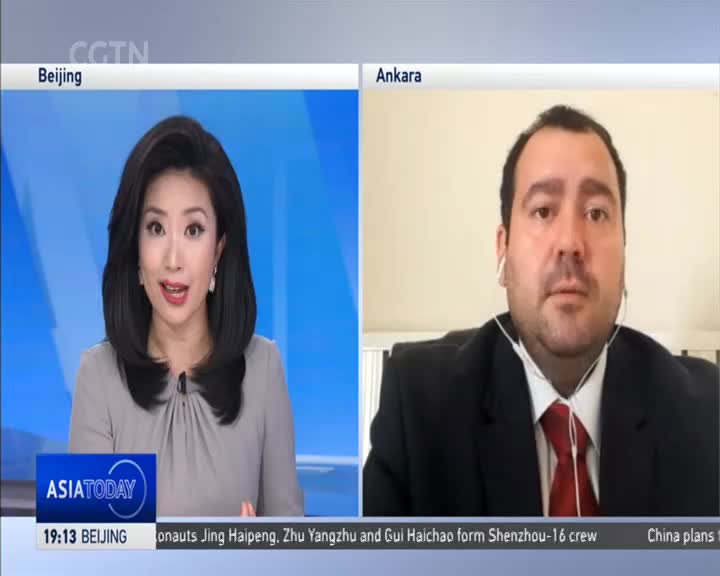 CGTN
Beijing
Ankara
ASIA TODAY
19:13 BEIJING
onauts Jing Haipeng, Zhu Yangzhu and Gui Haichao form Shenzhou-16 crew
China plans